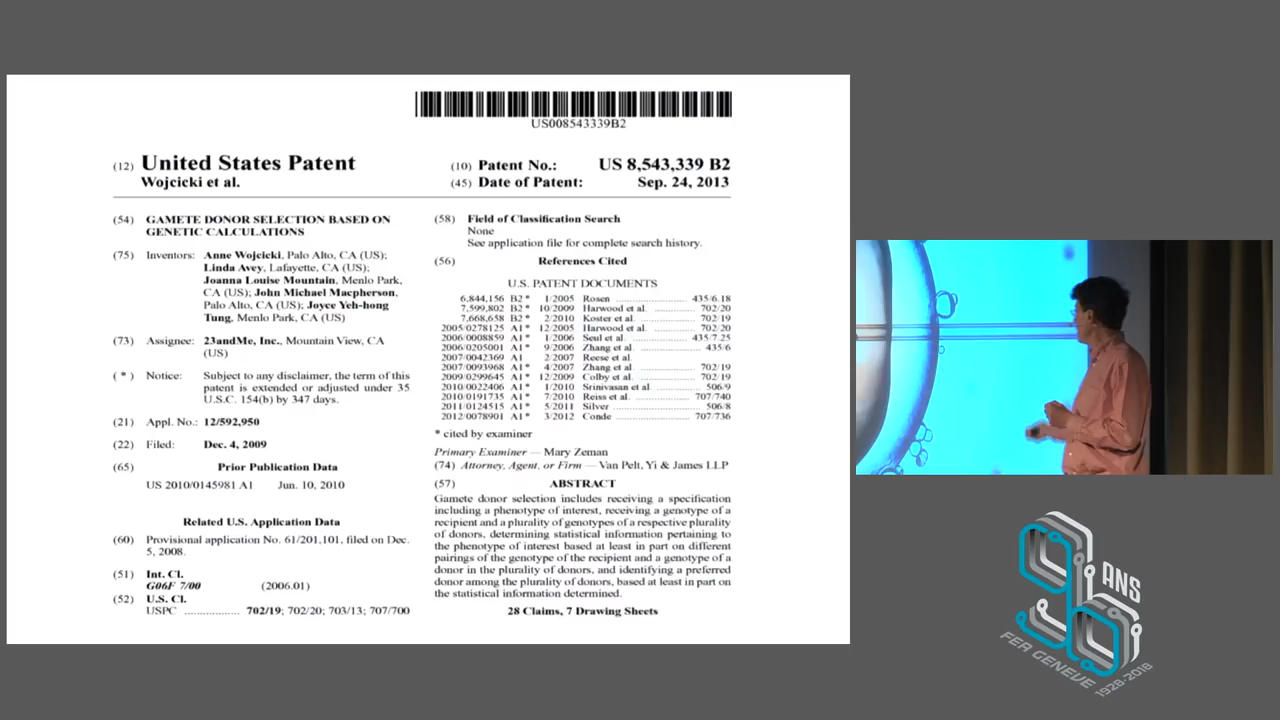 US008543339B2
(12) United States Patent
Wojcicki et al.
(10) Patent No.: US 8,543,339 B2
(45) Date of Patent: Sep. 24, 2013
(54) GAMETE DONOR SELECTION BASED ON
GENETIC CALCULATIONS
(75) Inventors: Anne Wojcicki, Palo Alto, CA (US);
Linda Avey, Lafayette, CA (US);
Joanna Louise Mountain, Menlo Park,
CA (US); John Michael Macpherson,
Palo Alto, CA (US); Joyce Yeh-hong
Tung, Menlo Park, CA (US)
(73) Assignee: 23andMe, Inc., Mountain View, CA
(US)
( * ) Notice: Subject to any disclaimer, the term of this
patent is extended or adjusted under 35
U.S.C. 154(b) by 347 days.
(21) Appl. No.: 12/592,950
(22) Filed: Dec. 4, 2009
(65) Prior Publication Data
US 2010/0145981 A1 Jun. 10, 2010
Related U.S. Application Data
(60) Provisional application No. 61/201,101, filed on Dec.
5, 2008.
(51) Int. Cl.
G06F 7/00 (2006.01)
(52) U.S. Cl.
USPC .................. 702/19; 702/20; 703/13; 707/700
(58) Field of Classification Search
None
See application file for complete search history.
(56) References Cited
U.S. PATENT DOCUMENTS
6,844,156 B2 * 1/2005 Rosen .................. 435/6.18
7,599,802 B2 * 10/2009 Harwood et al. ............ 702/20
7,668,658 B2 * 2/2010 Koster et al. .............. 702/19
2005/0278125 A1 * 12/2005 Harwood et al. ............ 702/20
2006/0008859 A1 * 1/2006 Seul et al. .............. 435/7.25
2006/0205001 A1 * 9/2006 Zhang et al. ............... 435/6
2007/0042369 A1 2/2007 Reese et al.
2007/0093968 A1 * 4/2007 Zhang et al. .............. 702/19
2009/0299645 A1 * 12/2009 Colby et al. .............. 702/19
2010/0022406 A1 * 1/2010 Srinivasan et al. .......... 506/9
2010/0191735 A1 * 7/2010 Reiss et al. ............. 707/740
2011/0124515 A1 * 5/2011 Silver .................... 506/8
2012/0078901 A1 * 3/2012 Conde ................... 707/736
* cited by examiner
Primary Examiner — Mary Zeman
(74) Attorney, Agent, or Firm — Van Pelt, Yi & James LLP
(57) ABSTRACT
Gamete donor selection includes receiving a specification
including a phenotype of interest, receiving a genotype of a
recipient and a plurality of genotypes of a respective plurality
of donors, determining statistical information pertaining to
the phenotype of interest based at least in part on different
pairings of the genotype of the recipient and a genotype of a
donor in the plurality of donors, and identifying a preferred
donor among the plurality of donors, based at least in part on
the statistical information determined.
28 Claims, 7 Drawing Sheets
90 ANS
FER GENEVE
1928-2018